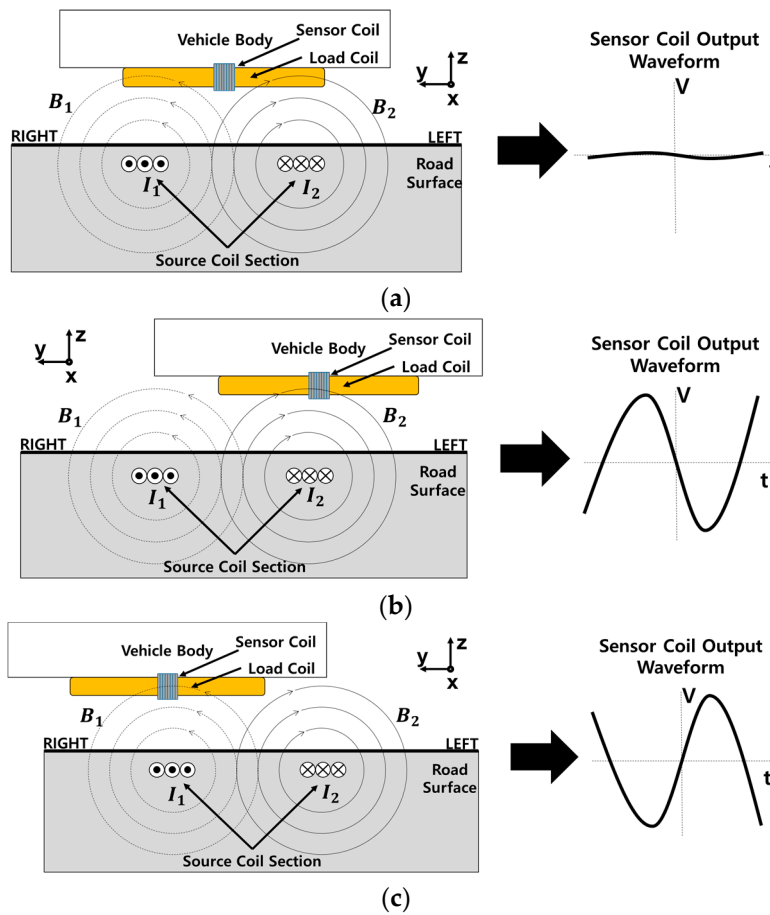 Vehicle Body
Sensor Coil
Load Coil
y z
x
B1
B2
RIGHT
LEFT
I1
I2
Road
Surface
Source Coil Section
Sensor Coil Output
Waveform
V
(a)
y z
x
Vehicle Body
Sensor Coil
Load Coil
B1
B2
RIGHT
LEFT
I1
I2
Road
Surface
Source Coil Section
Sensor Coil Output
Waveform
V
t
(b)
Vehicle Body
Sensor Coil
Load Coil
y z
x
B1
B2
RIGHT
LEFT
I1
I2
Road
Surface
Source Coil Section
Sensor Coil Output
Waveform
V
t
(c)